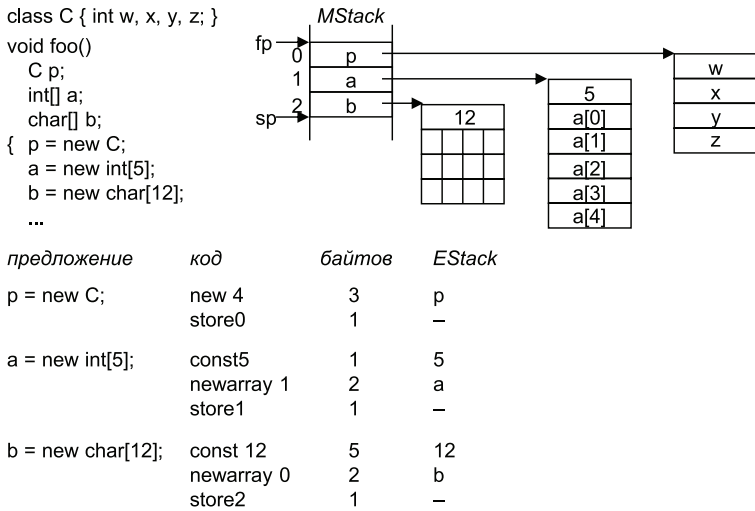 class C { int w, x, y, z; }
void foo()
C p;
int[] a;
char[] b;
{ p = new C;
a = new int[5];
b = new char[12];
...
MStack
fp
0 p
1 a
2 b
sp
12
5
a[0]
a[1]
a[2]
a[3]
a[4]
w
x
y
z
предложение код байтов EStack
p = new C; new 4 3 p
store0 1 –
a = new int[5]; const5 1 5
newarray 1 2 a
store1 1 –
b = new char[12]; const 12 5 12
newarray 0 2 b
store2 1 –